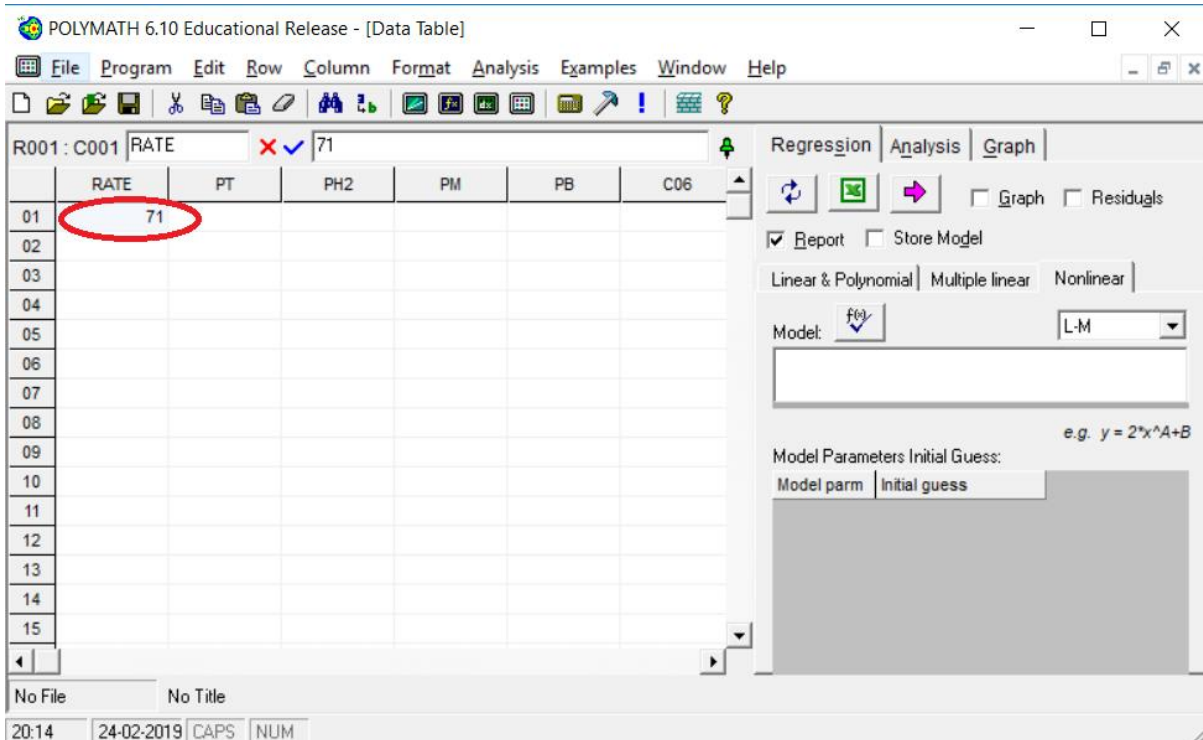 POLYMATH 6.10 Educational Release - [Data Table]
File Program Edit Row Column Format Analysis Examples Window Help
R001 : C001 RATE 71
RATE PT PH2 PM PB C06
01 71
02
03
04
05
06
07
08
09
10
11
12
13
14
15
Regression Analysis Graph
Graph Residuals
Report Store Model
Linear & Polynomial Multiple linear Nonlinear
Model: f(x) L-M
e.g. y = 2*x^A+B
Model Parameters Initial Guess:
Model parm Initial guess
No File No Title
20:14 24-02-2019 CAPS NUM